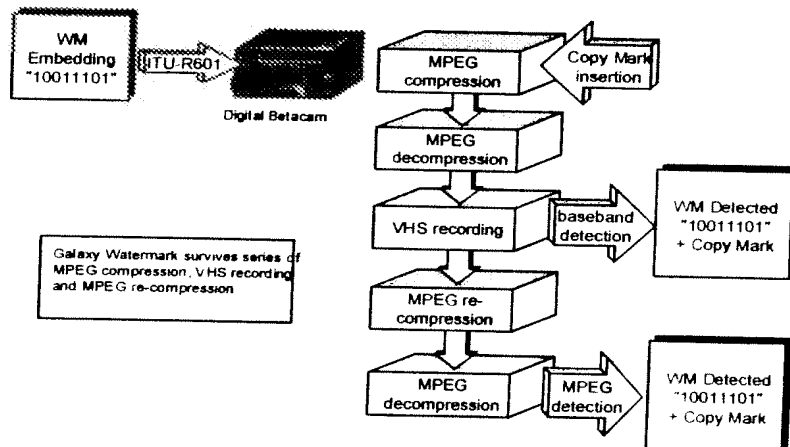 WM
Embedding
"10011101"
ITU-R601
Digital Betacam
MPEG
compression
Copy Mark
insertion
MPEG
decompression
VHS recording
baseband
detection
WM Detected
"10011101"
+ Copy Mark
Galaxy Watermark survives series of
MPEG compression, VHS recording
and MPEG re-compression
MPEG re-
compression
MPEG
decompression
MPEG
detection
WM Detected
"10011101"
+ Copy Mark